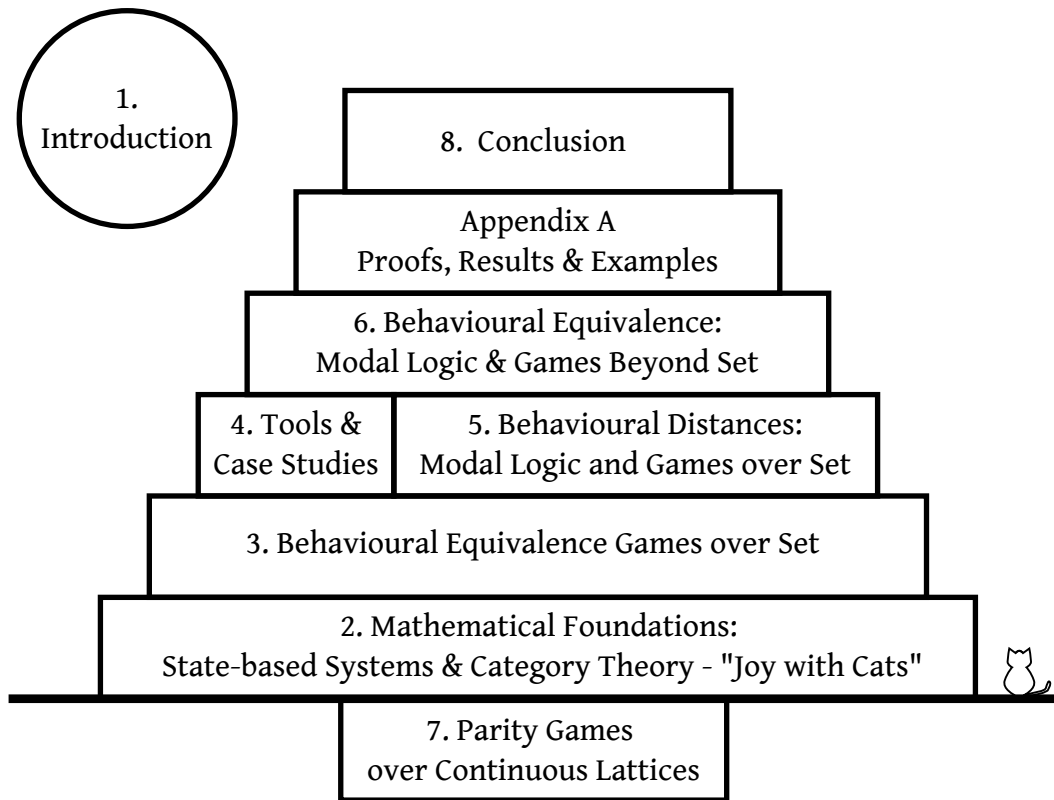 1.
Introduction
8. Conclusion
Appendix A
Proofs, Results & Examples
6. Behavioural Equivalence:
Modal Logic & Games Beyond Set
4. Tools &
Case Studies
5. Behavioural Distances:
Modal Logic and Games over Set
3. Behavioural Equivalence Games over Set
2. Mathematical Foundations:
State-based Systems & Category Theory - "Joy with Cats"
7. Parity Games
over Continuous Lattices